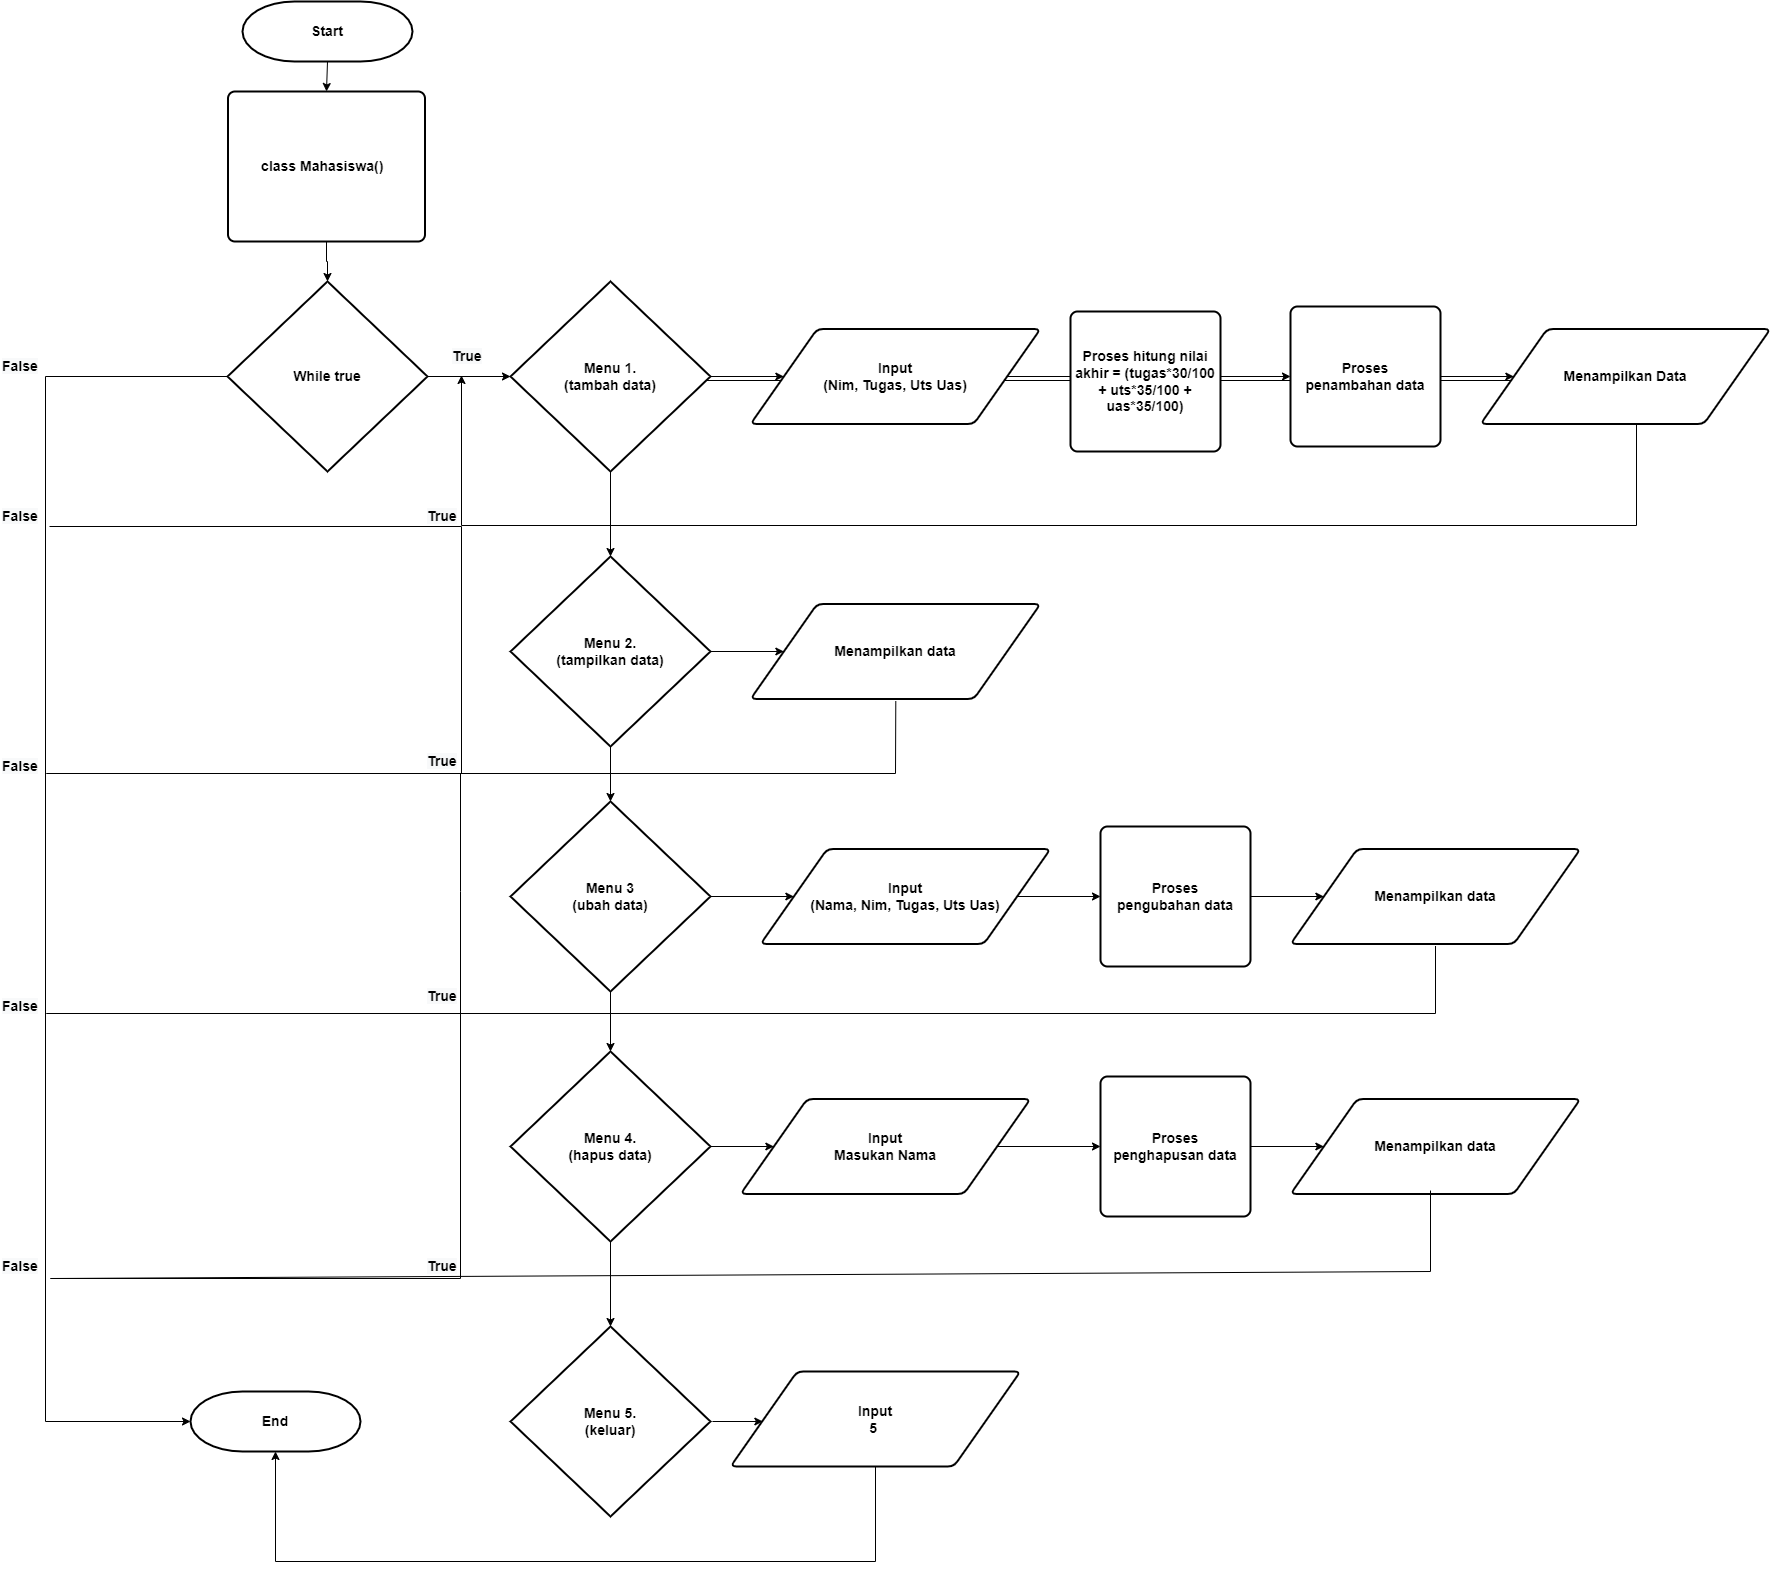 Start
class Mahasiswa()
While true
False
True
Menu 1.
(tambah data)
Input
(Nim, Tugas, Uts Uas)
Proses hitung nilai
akhir = (tugas*30/100
+ uts*35/100 +
uas*35/100)
Proses
penambahan data
Menampilkan Data
False
True
Menu 2.
(tampilkan data)
Menampilkan data
False
True
Menu 3
(ubah data)
Input
(Nama, Nim, Tugas, Uts Uas)
Proses
pengubahan data
Menampilkan data
False
True
Menu 4.
(hapus data)
Input
Masukan Nama
Proses
penghapusan data
Menampilkan data
False
True
End
Menu 5.
(keluar)
Input
5